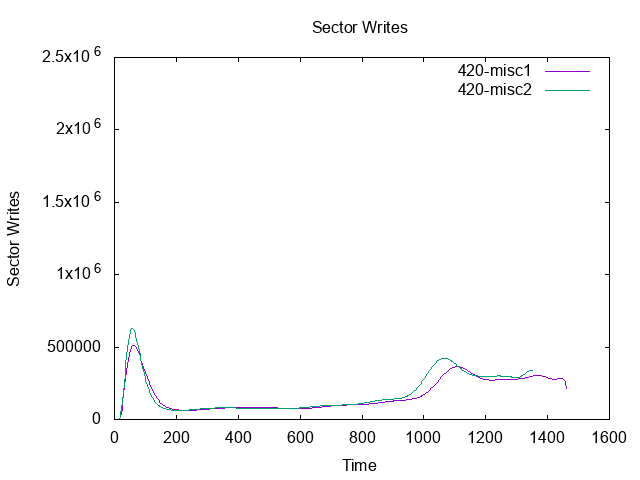 Sector Writes
2.5x10 6
2x10 6
1.5x10 6
1x10 6
500000
0
Sector Writes
420-misc1
420-misc2
0 200 400 600 800 1000 1200 1400 1600
Time